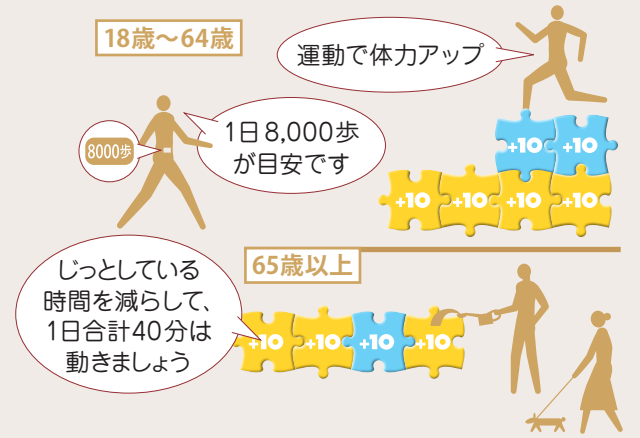 18歳〜64歳
運動で体力アップ
8000歩
1日8,000歩
が目安です
+10 +10
+10 +10 +10 +10
65歳以上
じっとしている
時間を減らして、
1日合計40分は
動きましょう
+10 +10 +10 +10